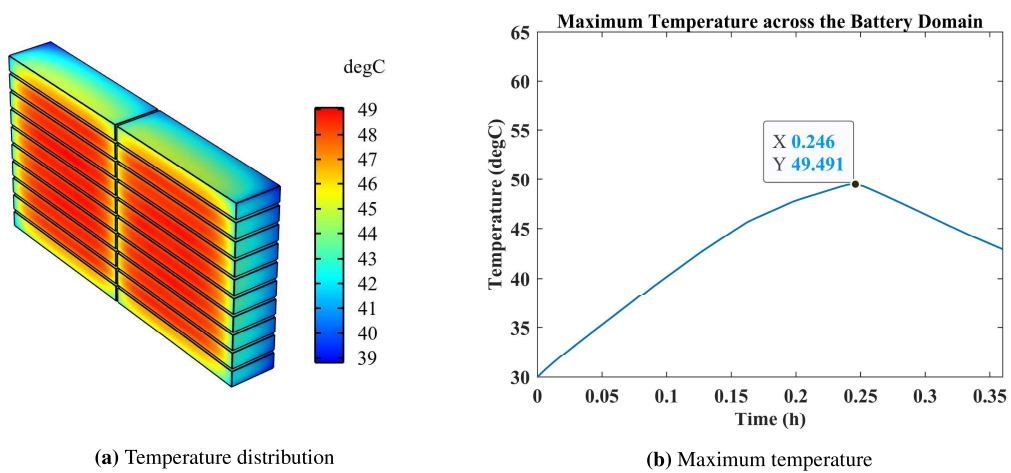 degC
49
48
47
46
45
44
43
42
41
40
39
(a) Temperature distribution
Maximum Temperature across the Battery Domain
65
60
55
50
45
40
35
30
Temperature (degC)
X 0.246
Y 49.491
0 0.05 0.1 0.15 0.2 0.25 0.3 0.35
Time (h)
(b) Maximum temperature